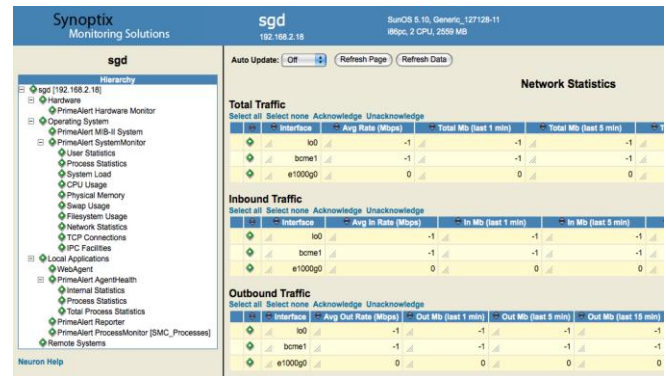 Synoptix
Monitoring Solutions
sgd
192.168.2.18
SunOS 5.10, Generic_127128-11
i86pc, 2 CPU, 2559 MB
sgd
Hierarchy
sgd [192.168.2.18]
Hardware
PrimeAlert Hardware Monitor
Operating System
PrimeAlert MIB-II System
PrimeAlert SystemMonitor
User Statistics
Process Statistics
System Load
CPU Usage
Physical Memory
Swap Usage
Filesystem Usage
Network Statistics
TCP Connections
IPC Facilities
Local Applications
WebAgent
PrimeAlert AgentHealth
Internal Statistics
Process Statistics
Total Process Statistics
PrimeAlert Reporter
PrimeAlert ProcessMonitor [SMC_Processes]
Remote Systems
Neuron Help
Auto Update: Off Refresh Page Refresh Data
Network Statistics
Total Traffic
Select all Select none Acknowledge Unacknowledge
Interface Avg Rate (Mbps) Total Mb (last 1 min) Total Mb (last 5 min) T
lo0 -1 -1 -1
bcme1 -1 -1 -1
e1000g0 0 0 0
Inbound Traffic
Select all Select none Acknowledge Unacknowledge
Interface Avg In Rate (Mbps) In Mb (last 1 min) In Mb (last 5 min)
lo0 -1 -1 -1
bcme1 -1 -1 -1
e1000g0 0 0 0
Outbound Traffic
Select all Select none Acknowledge Unacknowledge
Interface Avg Out Rate (Mbps) Out Mb (last 1 min) Out Mb (last 5 min) Out Mb (last 15 min)
lo0 -1 -1 -1 -1
bcme1 -1 -1 -1 -1
e1000g0 0 0 0 0